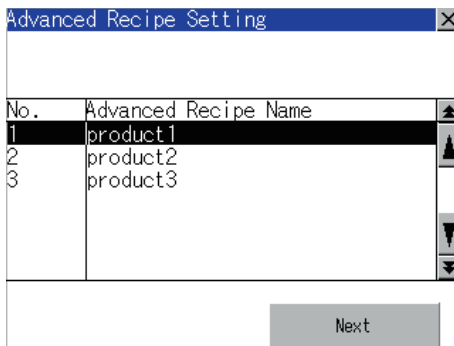 Advanced Recipe Setting
No. Advanced Recipe Name
1 product1
2 product2
3 product3
Next